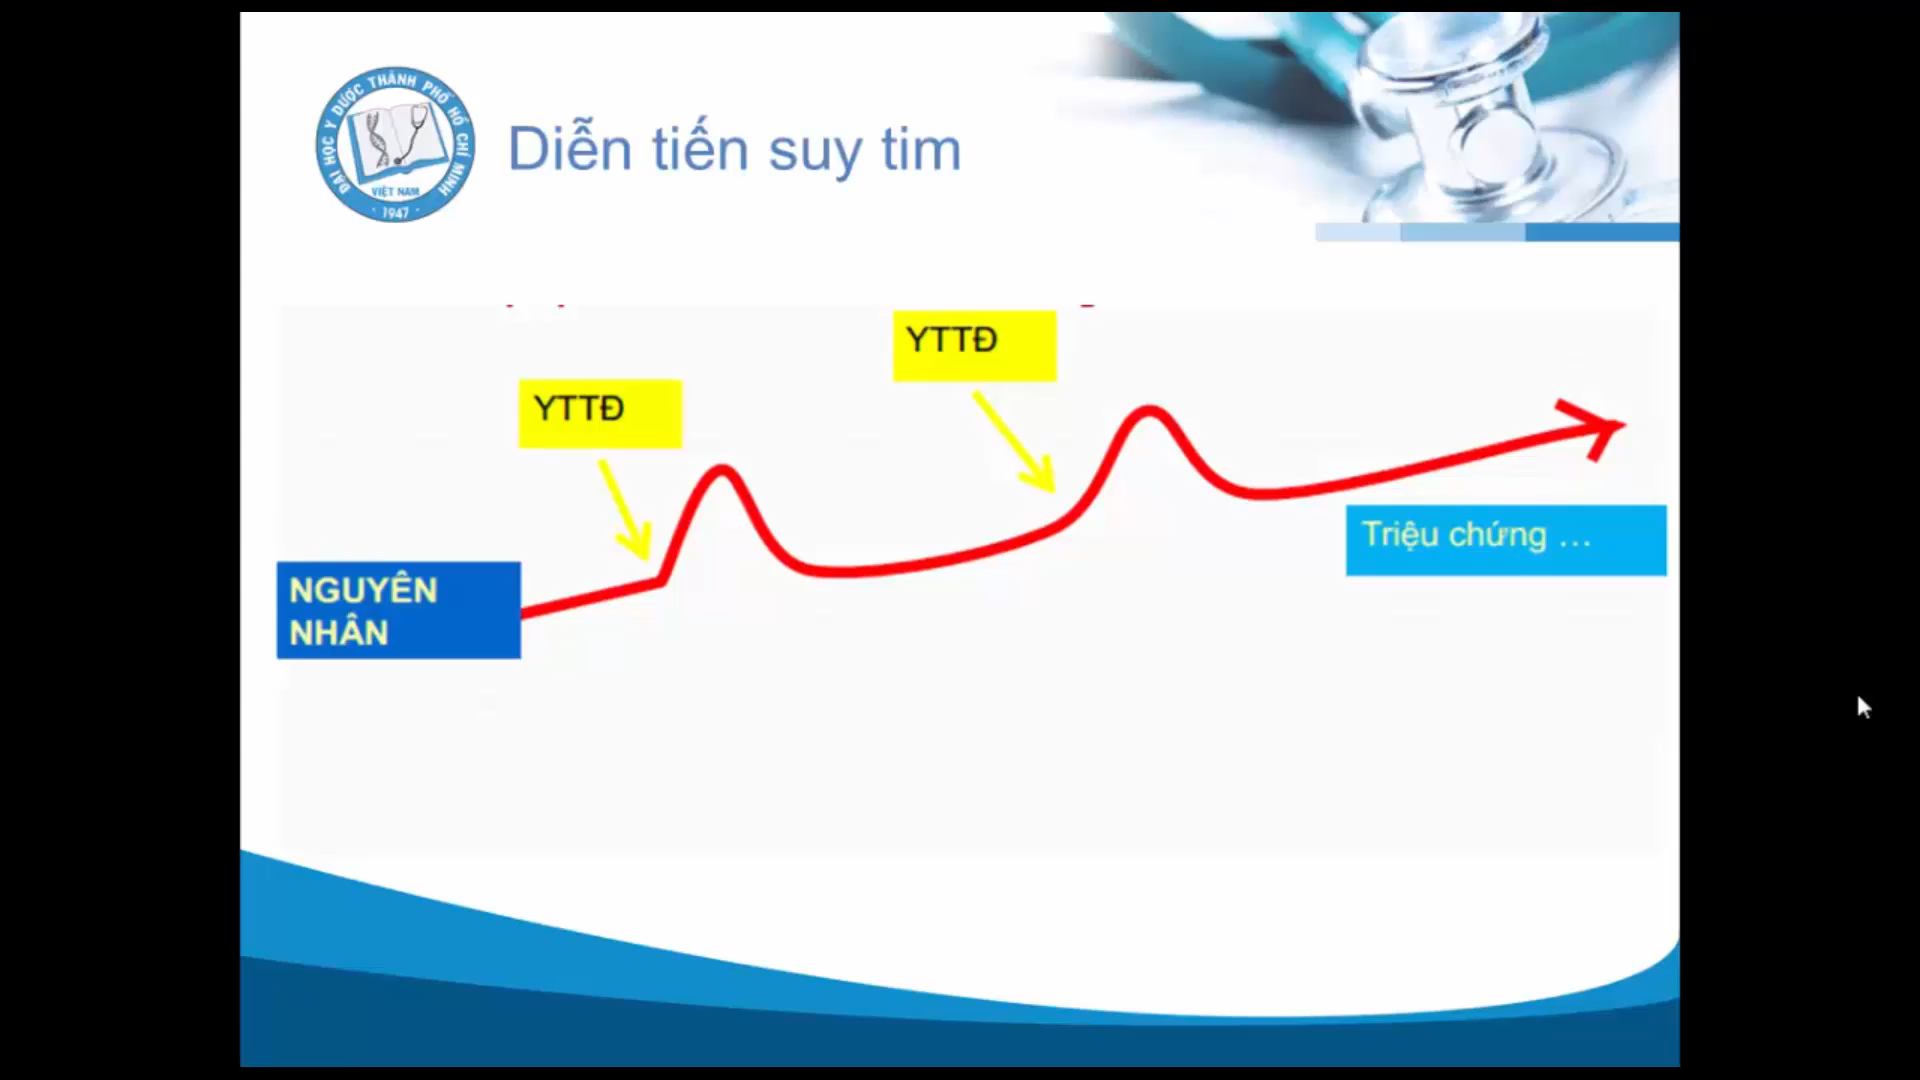 ĐẠI HỌC Y DƯỢC THÀNH PHỐ HỒ CHÍ MINH
VIỆT NAM
1947
Diễn tiến suy tim
YTTĐ
YTTĐ
Triệu chứng ...
NGUYÊN
NHÂN